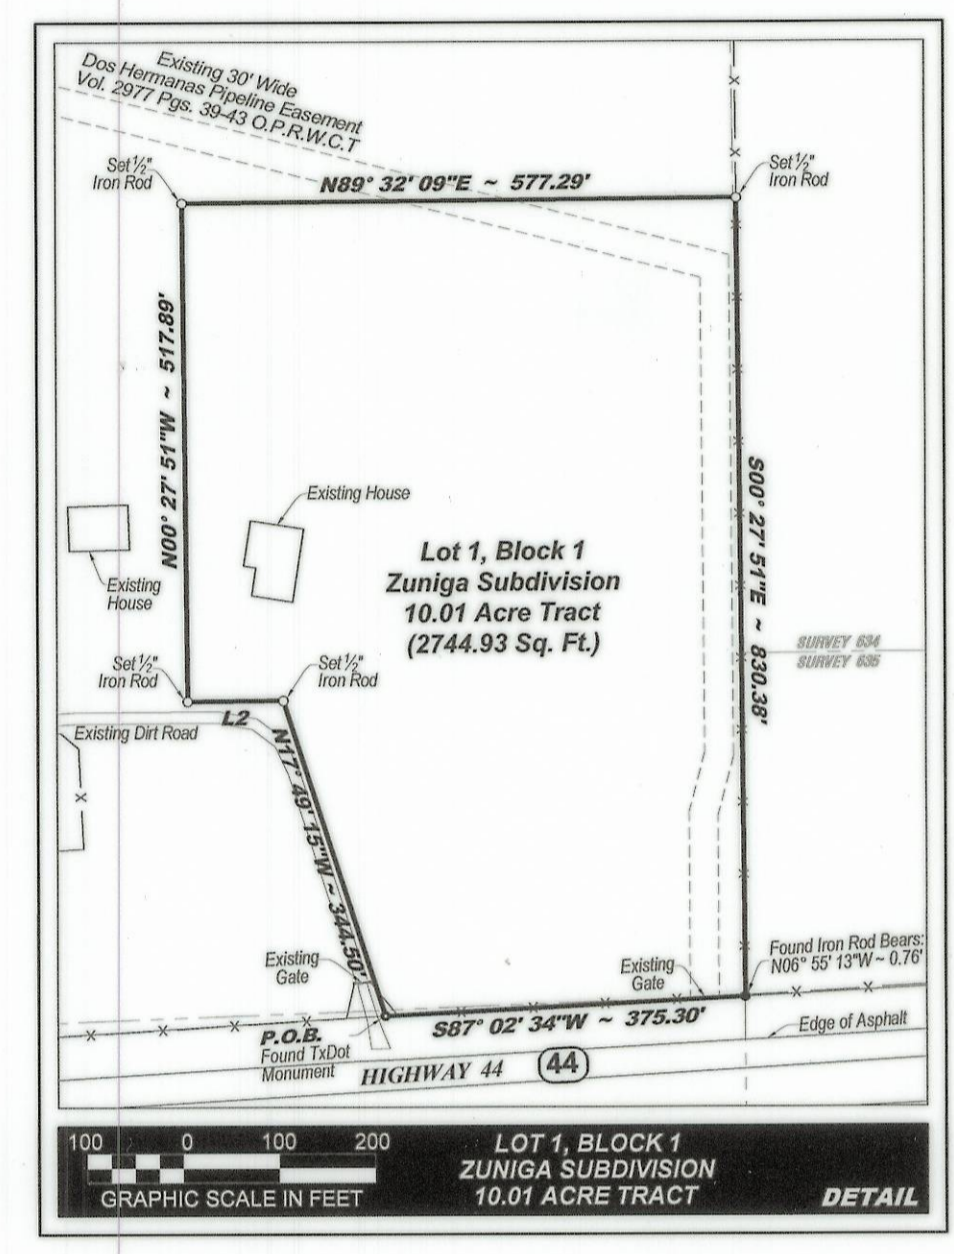 Existing 30' Wide
Dos Hermanas Pipeline Easement
Vol. 2977 Pgs. 39-43 O.P.R.W.C.T
Set ½"
Iron Rod
N89° 32' 09"E ~ 577.29'
Set ½"
Iron Rod
N00° 27' 51"W ~ 517.89'
Existing House
Existing
House
Lot 1, Block 1
Zuniga Subdivision
10.01 Acre Tract
(2744.93 Sq. Ft.)
S00° 27' 51"E ~ 830.38'
SURVEY 634
SURVEY 635
Set ½"
Iron Rod
Set ½"
Iron Rod
L2
Existing Dirt Road
N17° 49' 15"W ~ 344.50'
Existing
Gate
Existing
Gate
Found Iron Rod Bears:
N06° 55' 13"W ~ 0.76'
S87° 02' 34"W ~ 375.30'
P.O.B.
Found TxDot
Monument
Edge of Asphalt
HIGHWAY 44
44
100 0 100 200
GRAPHIC SCALE IN FEET
LOT 1, BLOCK 1
ZUNIGA SUBDIVISION
10.01 ACRE TRACT
DETAIL